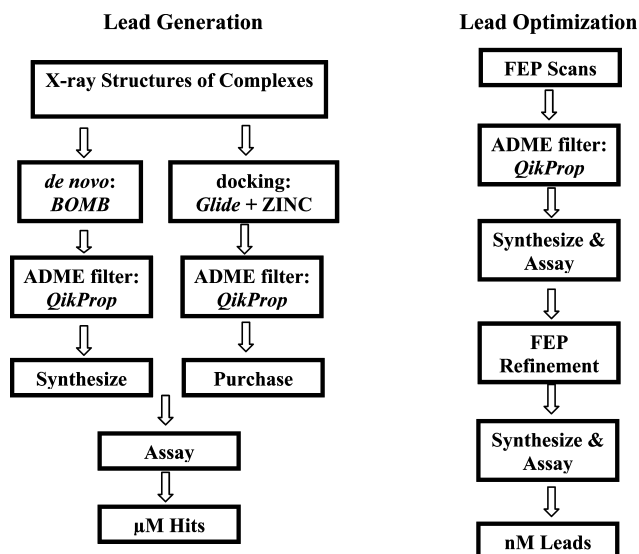 Lead Generation
X-ray Structures of Complexes
de novo:
BOMB
docking:
Glide + ZINC
ADME filter:
QikProp
ADME filter:
QikProp
Synthesize
Purchase
Assay
μM Hits
Lead Optimization
FEP Scans
ADME filter:
QikProp
Synthesize &
Assay
FEP
Refinement
Synthesize &
Assay
nM Leads